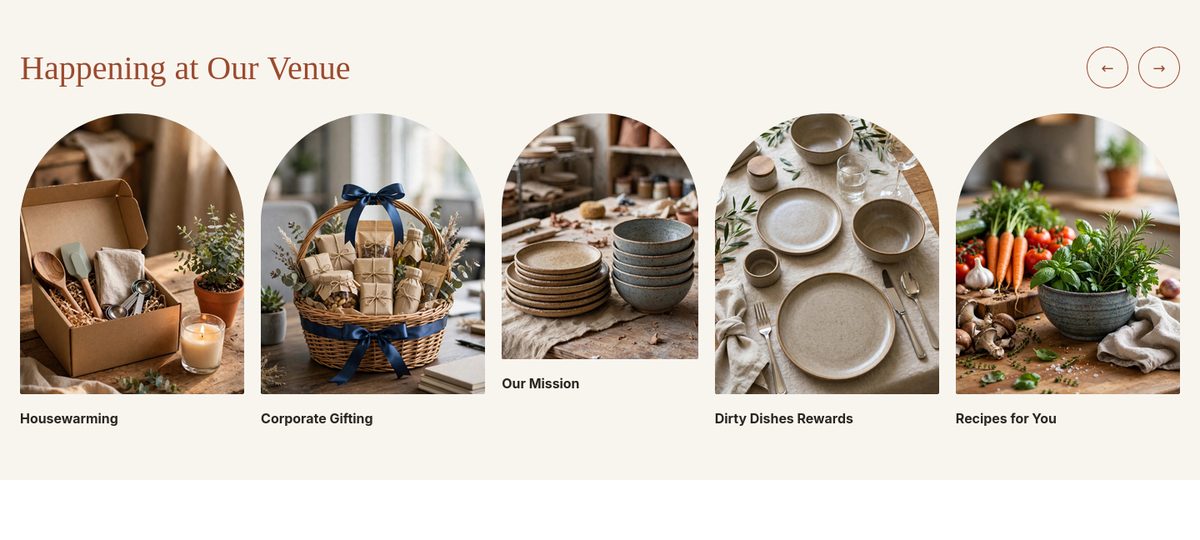 Happening at Our Venue
← →
Housewarming
Corporate Gifting
Our Mission
Dirty Dishes Rewards
Recipes for You